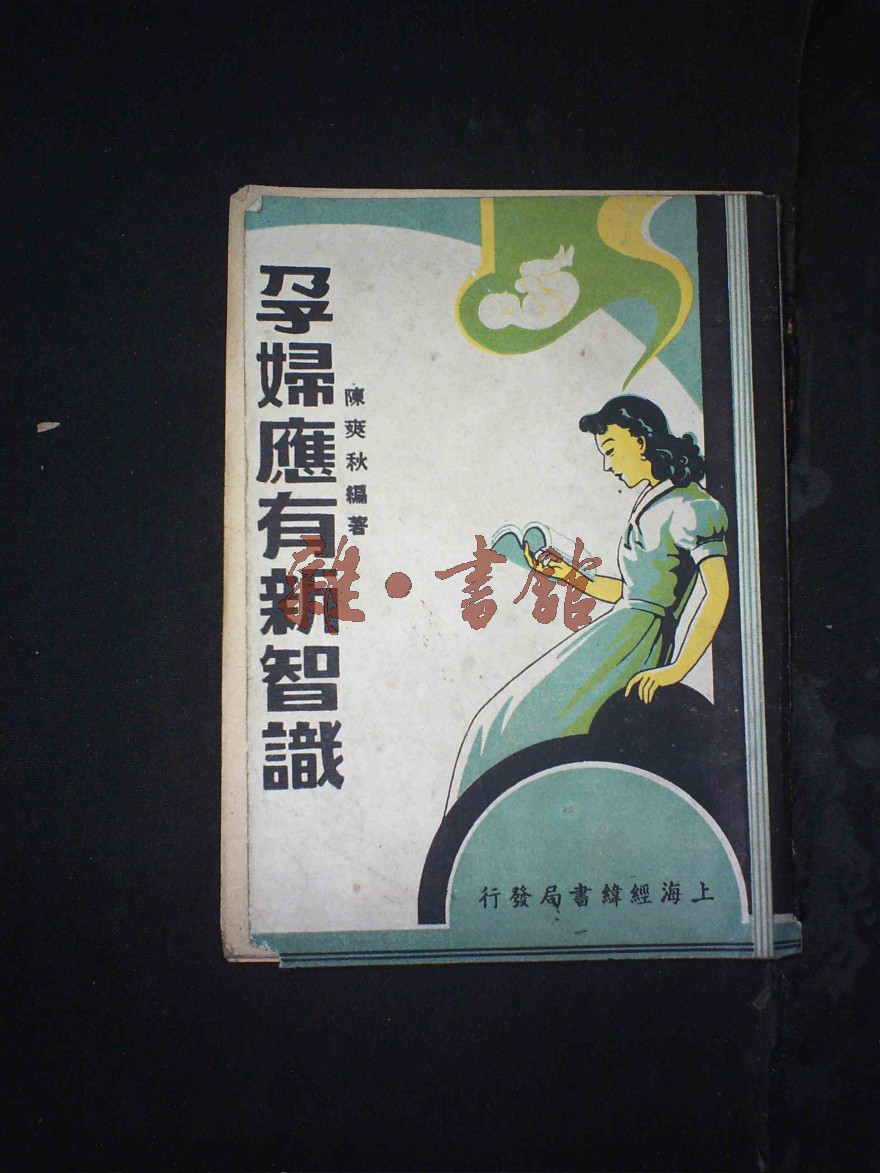 孕婦應有新智識
陳爽秋編著
上海經緯書局發行
雜·書館